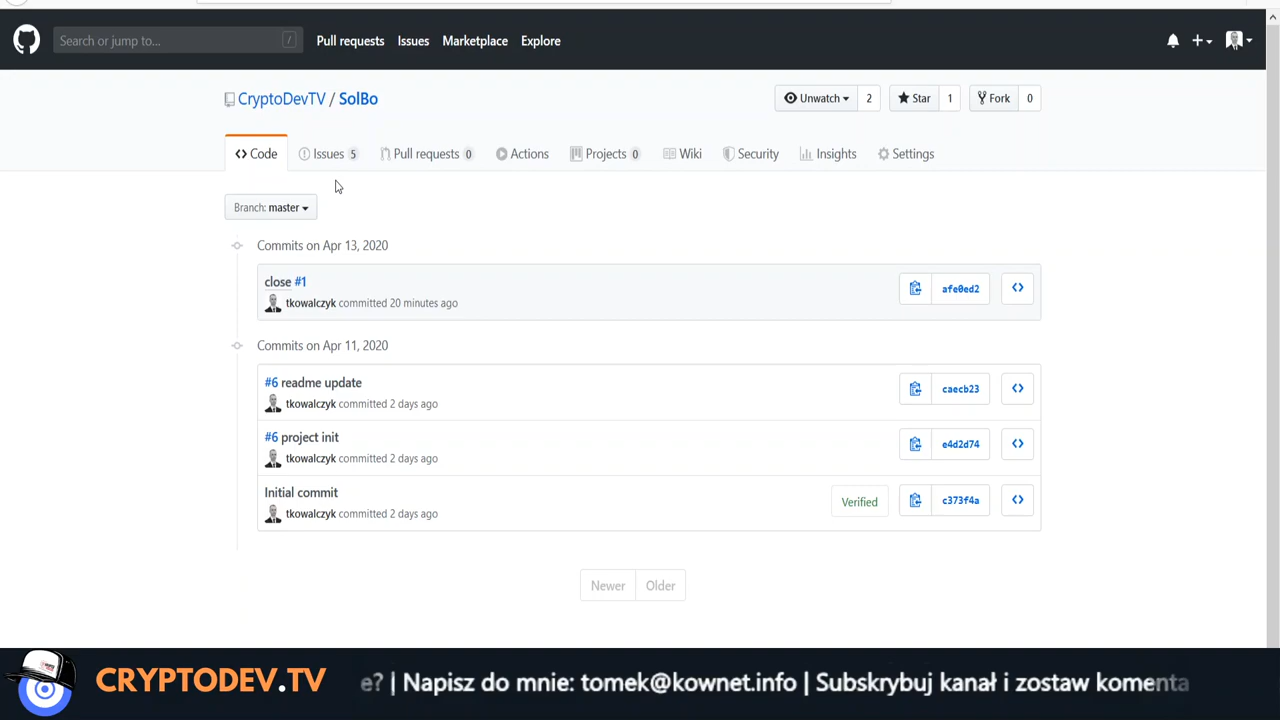 Search or jump to... /
Pull requests Issues Marketplace Explore
CryptoDevTV / SolBo
Unwatch 2 Star 1 Fork 0
Code Issues 5 Pull requests 0 Actions Projects 0 Wiki Security Insights Settings
Branch: master
Commits on Apr 13, 2020
close #1
tkowalczyk committed 20 minutes ago
afe0ed2
Commits on Apr 11, 2020
#6 readme update
tkowalczyk committed 2 days ago
caecb23
#6 project init
tkowalczyk committed 2 days ago
e4d2d74
Initial commit
tkowalczyk committed 2 days ago
Verified c373f4a
Newer Older
CRYPTODEV.TV
e? | Napisz do mnie: tomek@kownet.info | Subskrybuj kanał i zostaw komenta